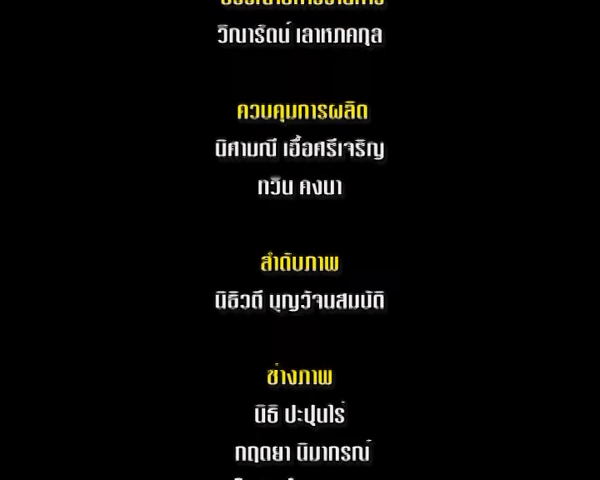 วิณารัตน์ เลาหภคกุล
ควบคุมการผลิต
นิศามณี เฮื้อศรีเจริญ
ทวิน คงนา
ลำดับภาพ
นิธิวดี บุญวัจนสมบัติ
ช่างภาพ
นิธิ ปะปุนไร่
กฤตยา นิมากรณ์